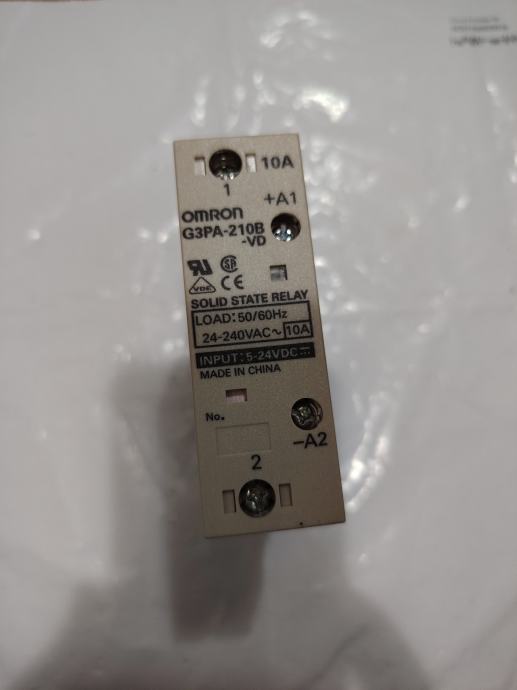 10A
1
+A1
OMRON
G3PA-210B
-VD
VDE CE
SOLID STATE RELAY
LOAD:50/60Hz
24-240VAC~ 10A
INPUT:5-24VDC
MADE IN CHINA
No.
-A2
2